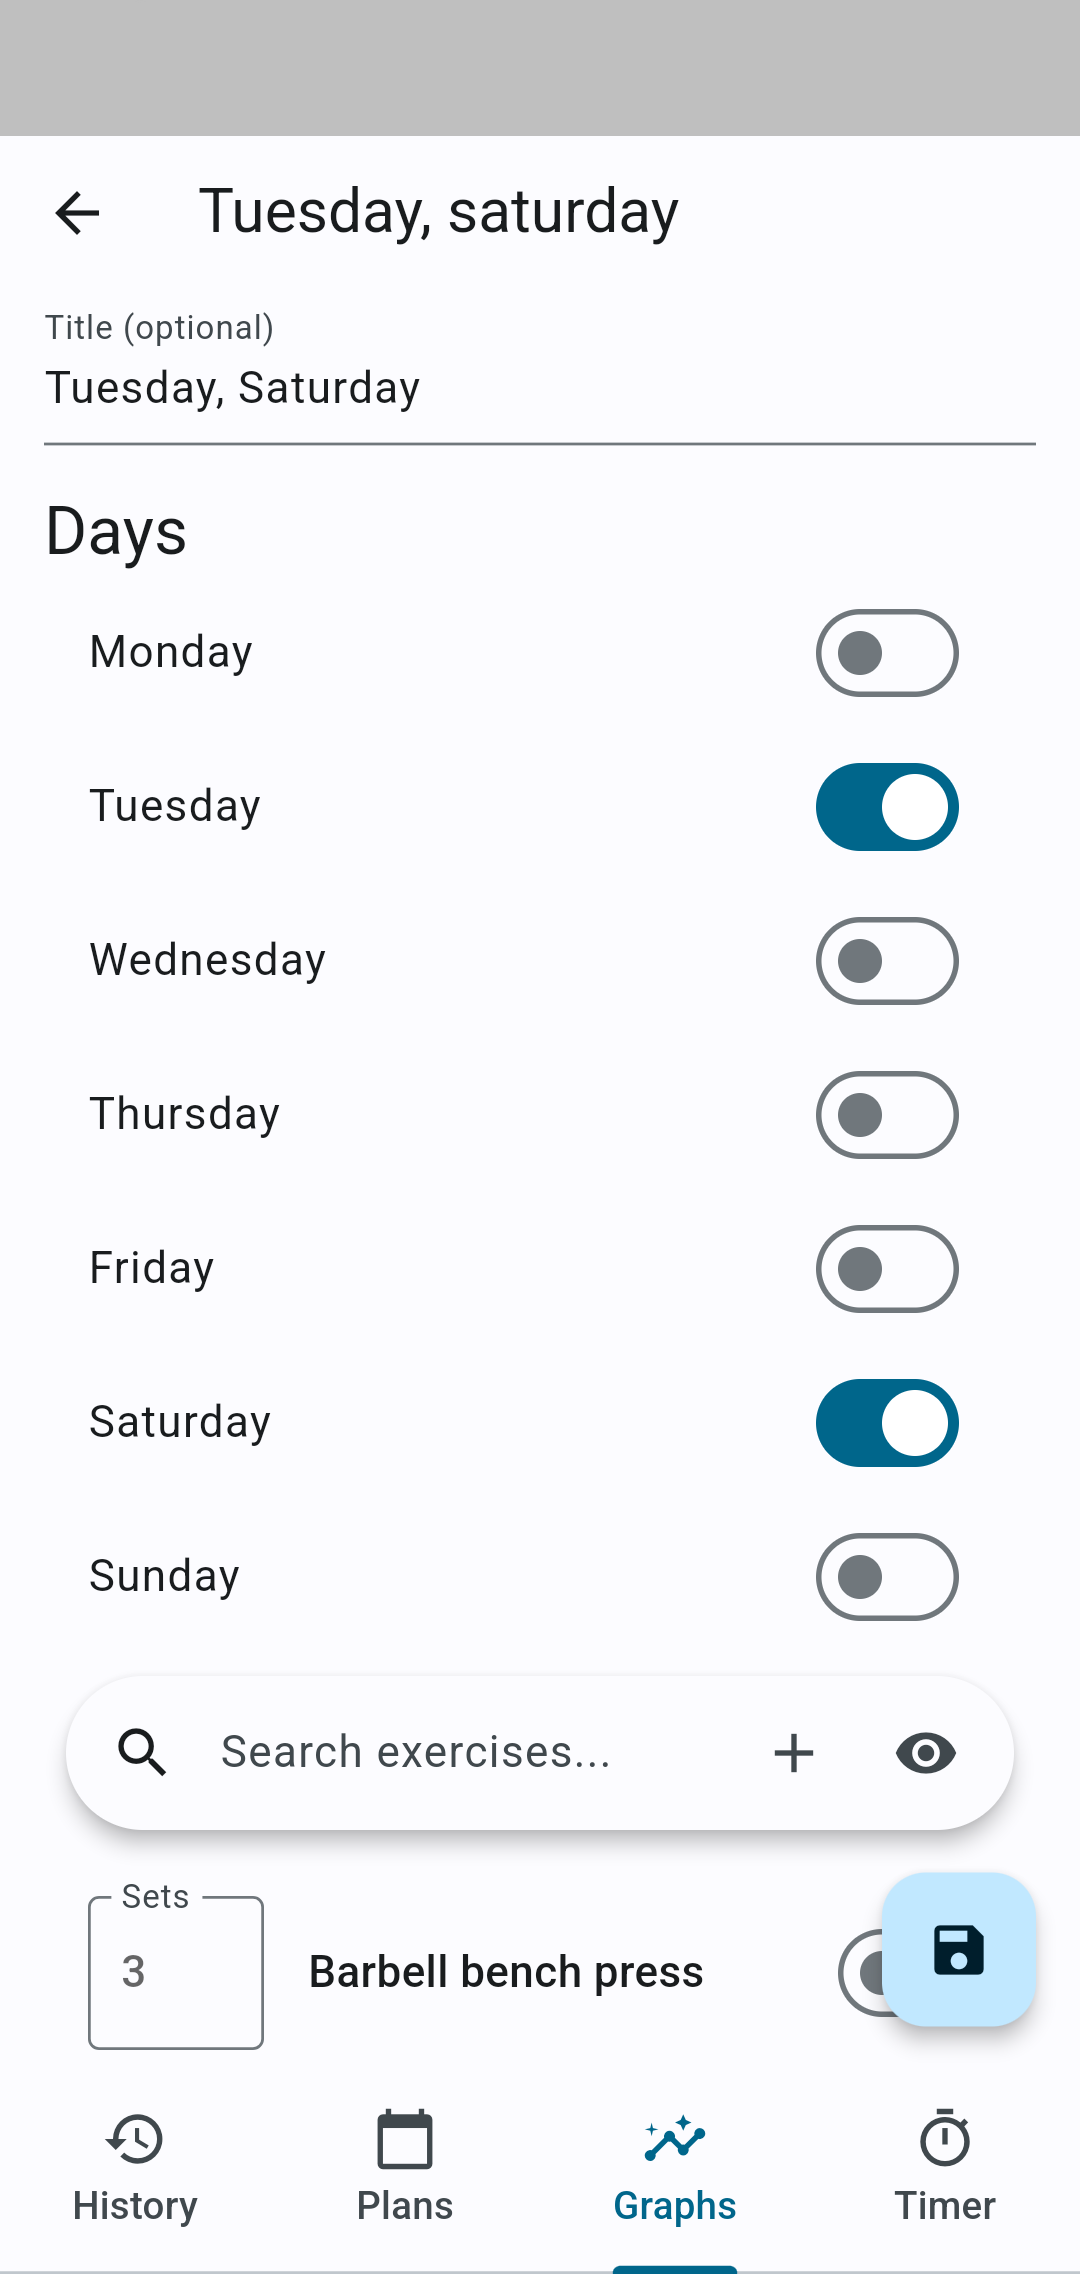 Tuesday, saturday
Title (optional)
Tuesday, Saturday
Days
Monday
Tuesday
Wednesday
Thursday
Friday
Saturday
Sunday
Search exercises...
Sets
3
Barbell bench press
History
Plans
Graphs
Timer